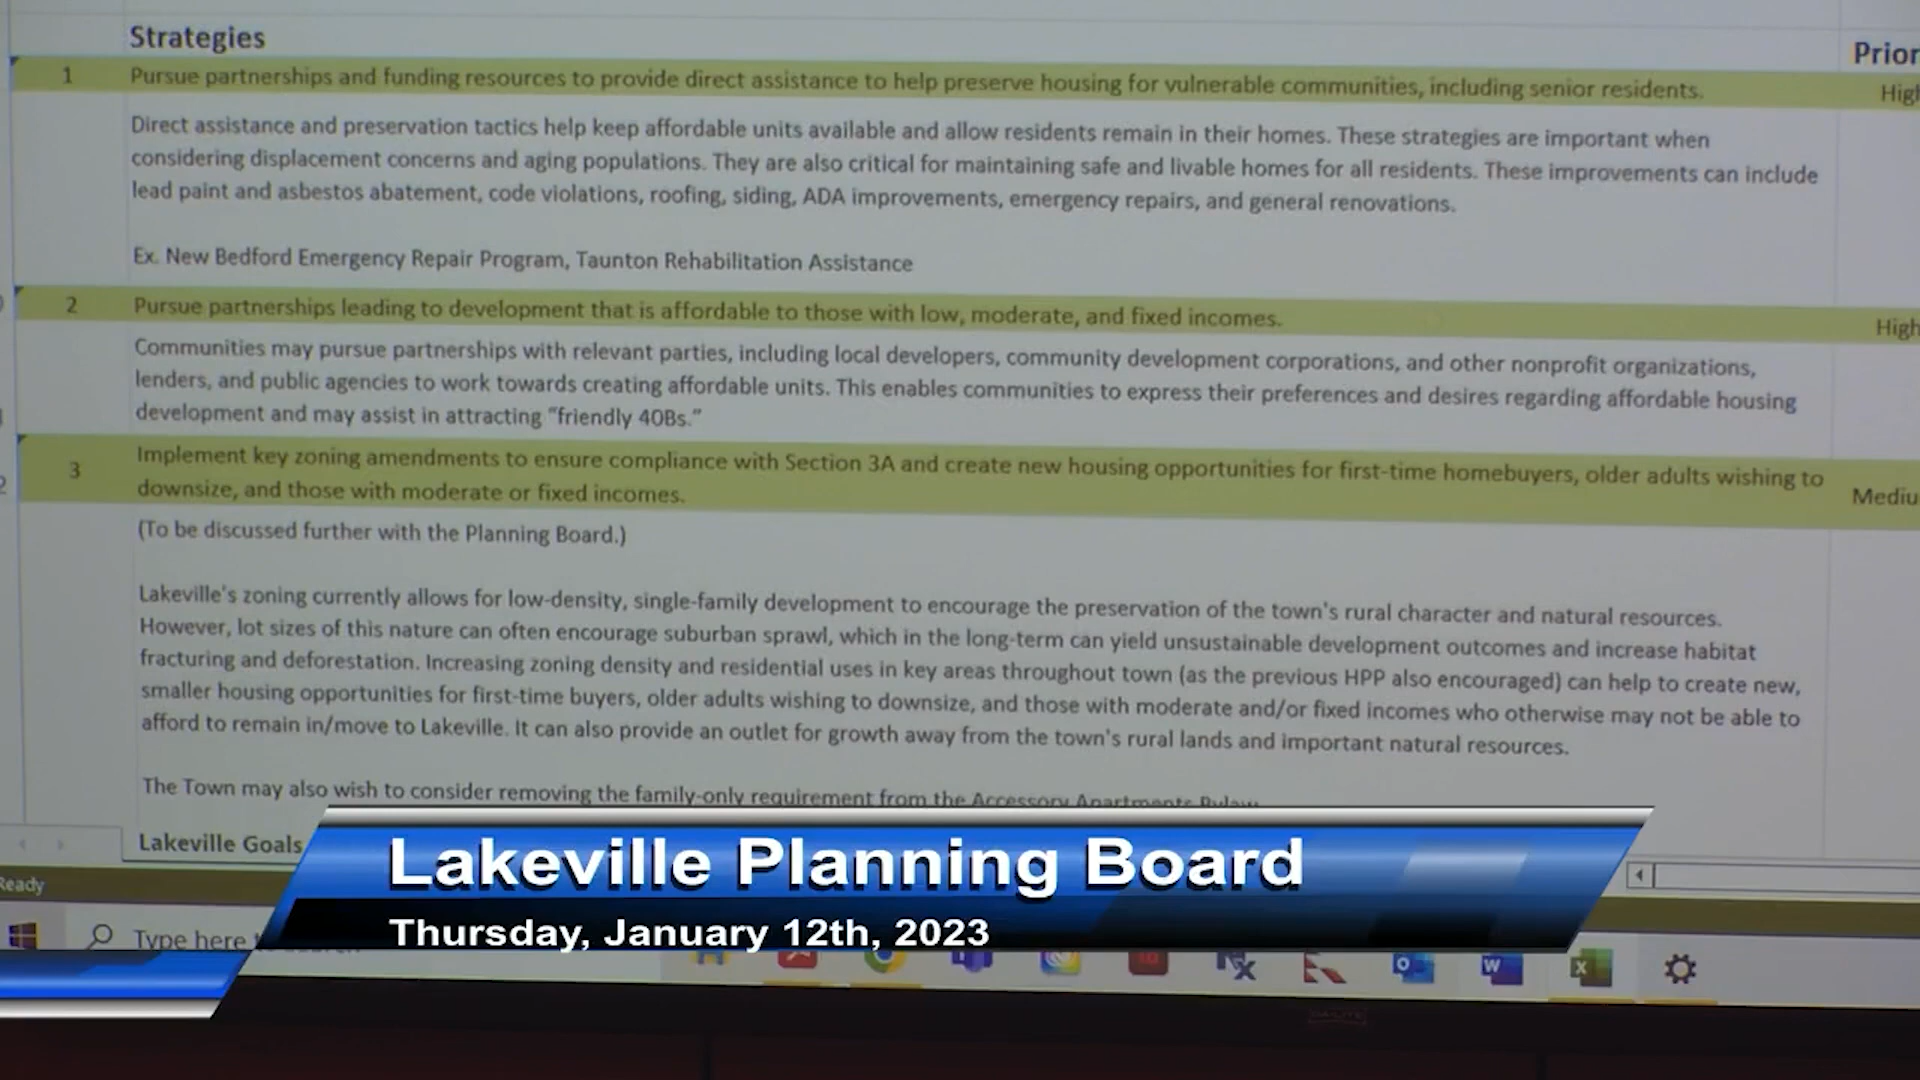 Strategies
Prior
1 Pursue partnerships and funding resources to provide direct assistance to help preserve housing for vulnerable communities, including senior residents. High
Direct assistance and preservation tactics help keep affordable units available and allow residents remain in their homes. These strategies are important when
considering displacement concerns and aging populations. They are also critical for maintaining safe and livable homes for all residents. These improvements can include
lead paint and asbestos abatement, code violations, roofing, siding, ADA improvements, emergency repairs, and general renovations.
Ex. New Bedford Emergency Repair Program, Taunton Rehabilitation Assistance
2 Pursue partnerships leading to development that is affordable to those with low, moderate, and fixed incomes. High
Communities may pursue partnerships with relevant parties, including local developers, community development corporations, and other nonprofit organizations,
lenders, and public agencies to work towards creating affordable units. This enables communities to express their preferences and desires regarding affordable housing
development and may assist in attracting “friendly 40Bs.”
3 Implement key zoning amendments to ensure compliance with Section 3A and create new housing opportunities for first-time homebuyers, older adults wishing to
downsize, and those with moderate or fixed incomes. Mediu
(To be discussed further with the Planning Board.)
Lakeville's zoning currently allows for low-density, single-family development to encourage the preservation of the town's rural character and natural resources.
However, lot sizes of this nature can often encourage suburban sprawl, which in the long-term can yield unsustainable development outcomes and increase habitat
fracturing and deforestation. Increasing zoning density and residential uses in key areas throughout town (as the previous HPP also encouraged) can help to create new,
smaller housing opportunities for first-time buyers, older adults wishing to downsize, and those with moderate and/or fixed incomes who otherwise may not be able to
afford to remain in/move to Lakeville. It can also provide an outlet for growth away from the town's rural lands and important natural resources.
The Town may also wish to consider removing the family-only requirement from the Accessory Apartments Bylaw
Lakeville Goals
Ready
Type here
Lakeville Planning Board
Thursday, January 12th, 2023